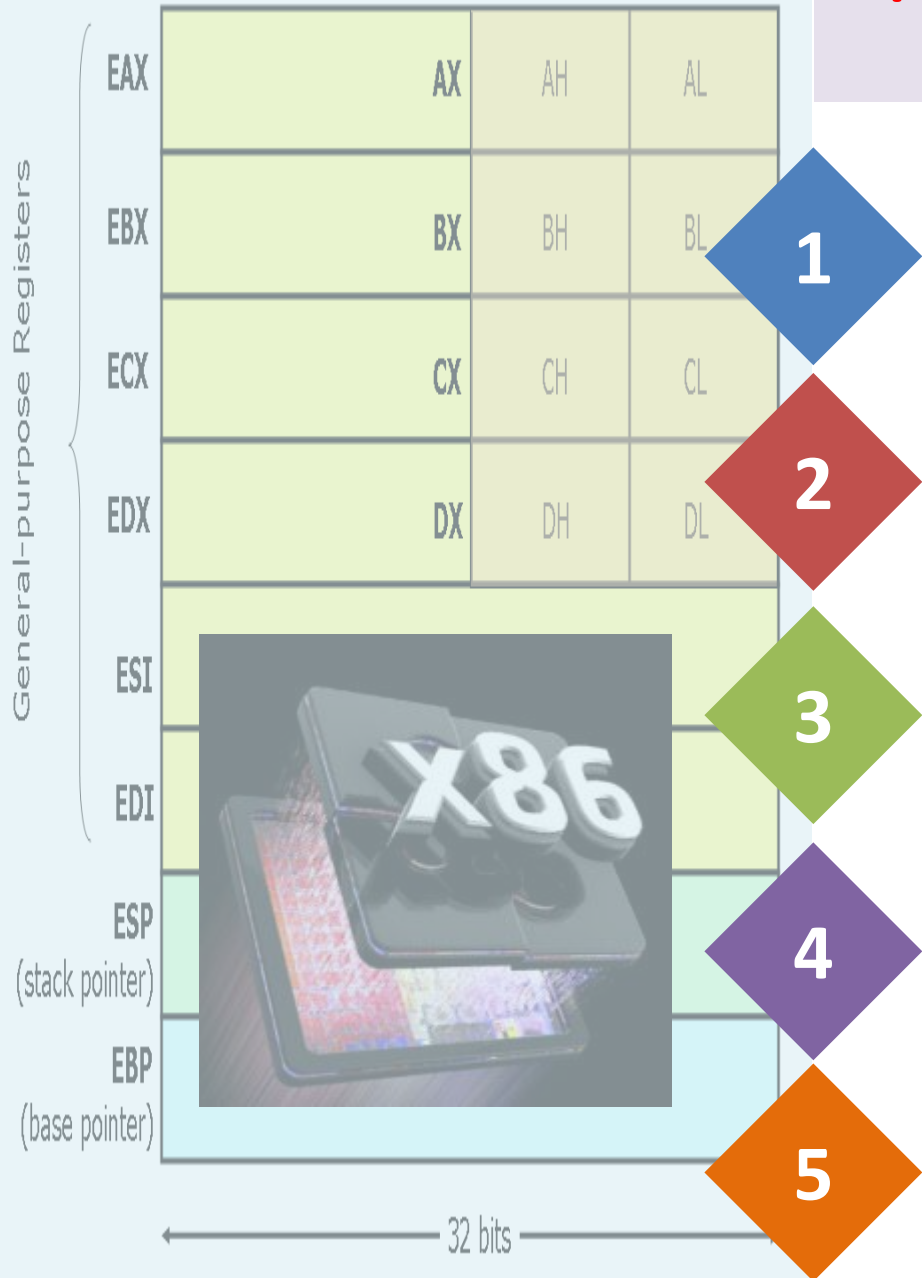 General-purpose Registers
EAX AX AH AL
EBX BX BH BL
1
ECX CX CH CL
EDX DX DH DL
2
ESI
3
X86
EDI
ESP
(stack pointer)
4
EBP
(base pointer)
5
32 bits